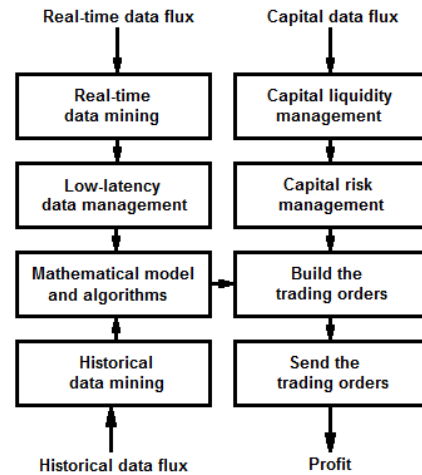 Real-time data flux
Capital data flux
Real-time
data mining
Capital liquidity
management
Low-latency
data management
Capital risk
management
Mathematical model
and algorithms
Build the
trading orders
Historical
data mining
Send the
trading orders
Historical data flux
Profit